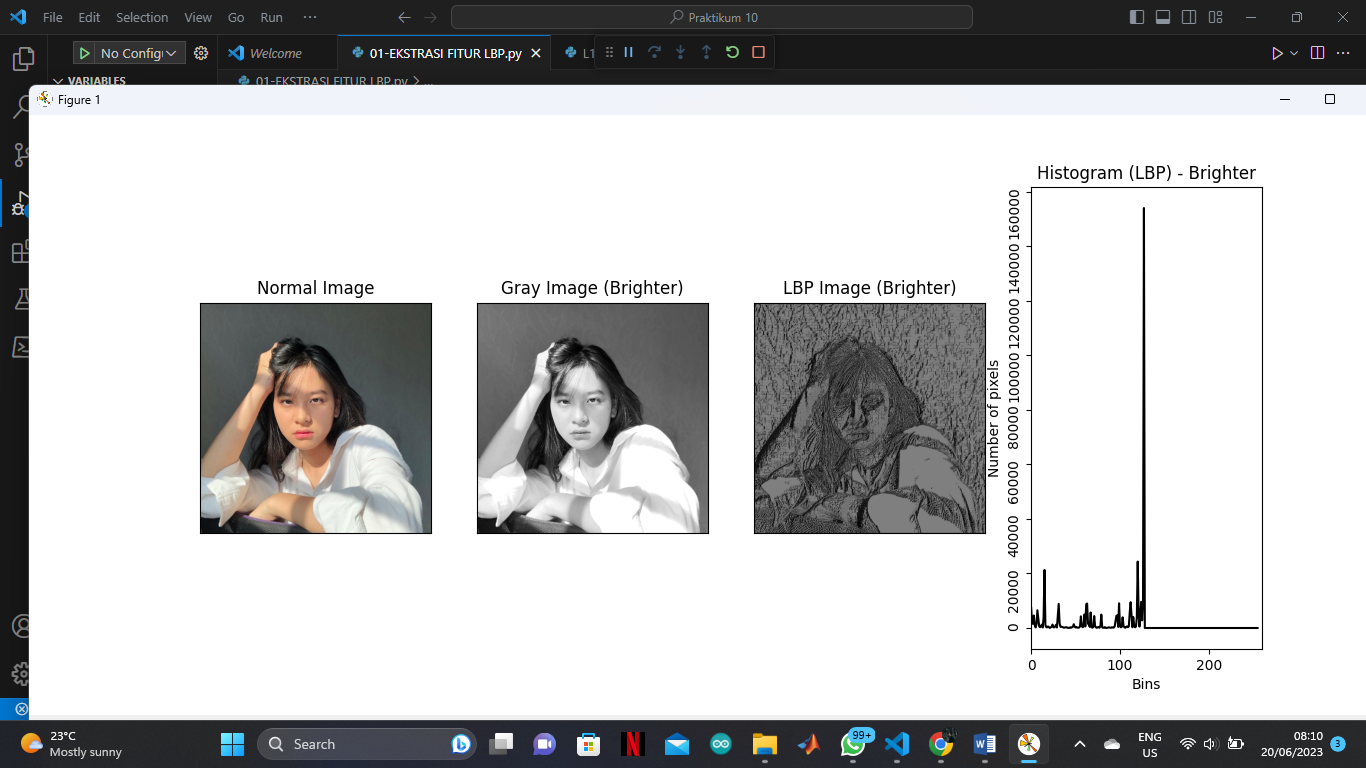 File Edit Selection View Go Run ··· Praktikum 10
No Config Welcome 01-EKSTRASI FITUR LBP.py L1
VARIABLES 01-EKSTRASI FITUR LBP.py > ...
Figure 1
Histogram (LBP) - Brighter
Normal Image
Gray Image (Brighter)
LBP Image (Brighter)
Number of pixels
160000
140000
120000
100000
80000
60000
40000
20000
0
0 100 200
Bins
23°C
Mostly sunny
Search
99+
ENG
US
08:10
20/06/2023
3